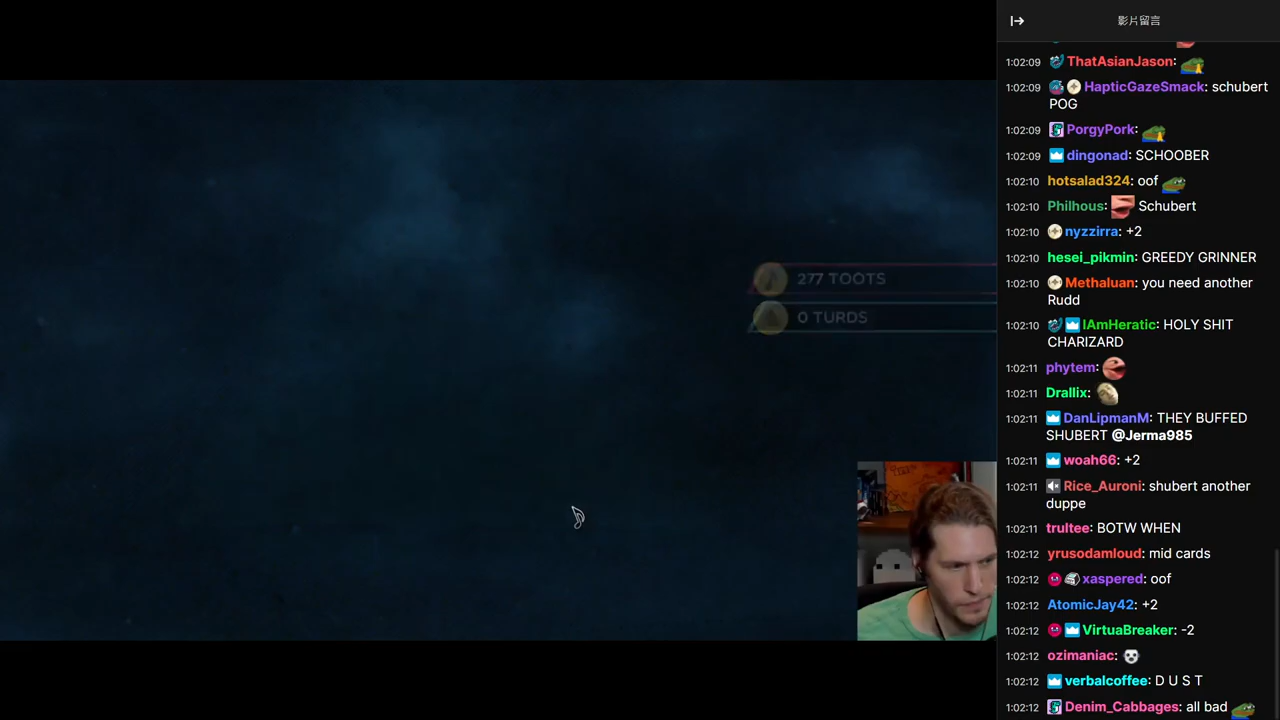 277 TOOTS
0 TURDS
影片留言
1:02:09 ThatAsianJason:
1:02:09 HapticGazeSmack: schubert
POG
1:02:09 PorgyPork:
1:02:09 dingonad: SCHOOBER
1:02:10 hotsalad324: oof
1:02:10 Philhous: Schubert
1:02:10 nyzzirra: +2
1:02:10 hesei_pikmin: GREEDY GRINNER
1:02:10 Methaluan: you need another
Rudd
1:02:10 IAmHeratic: HOLY SHIT
CHARIZARD
1:02:11 phytem:
1:02:11 Drallix:
1:02:11 DanLipmanM: THEY BUFFED
SHUBERT @Jerma985
1:02:11 woah66: +2
1:02:11 Rice_Auroni: shubert another
duppe
1:02:11 trultee: BOTW WHEN
1:02:12 yrusodamloud: mid cards
1:02:12 xaspered: oof
1:02:12 AtomicJay42: +2
1:02:12 VirtuaBreaker: -2
1:02:12 ozimaniac:
1:02:12 verbalcoffee: D U S T
1:02:12 Denim_Cabbages: all bad